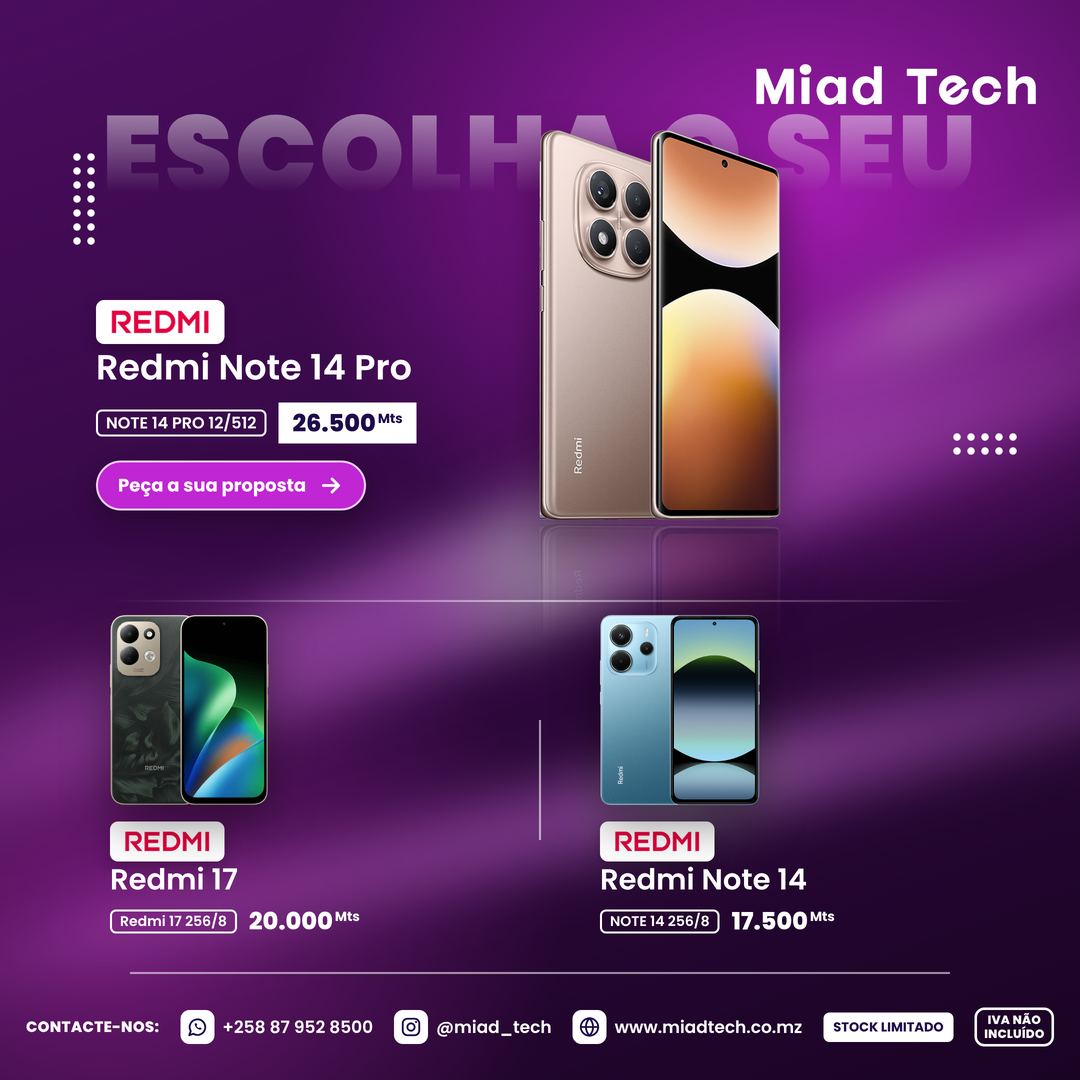 Miad Tech
ESCOLHA O SEU
REDMI
Redmi Note 14 Pro
NOTE 14 PRO 12/512 26.500 Mts
Peça a sua proposta →
Redmi
REDMI
Redmi
REDMI
Redmi 17
Redmi 17 256/8 20.000 Mts
REDMI
Redmi Note 14
NOTE 14 256/8 17.500 Mts
CONTACTE-NOS: +258 87 952 8500 @miad_tech www.miadtech.co.mz STOCK LIMITADO IVA NÃO
INCLUÍDO